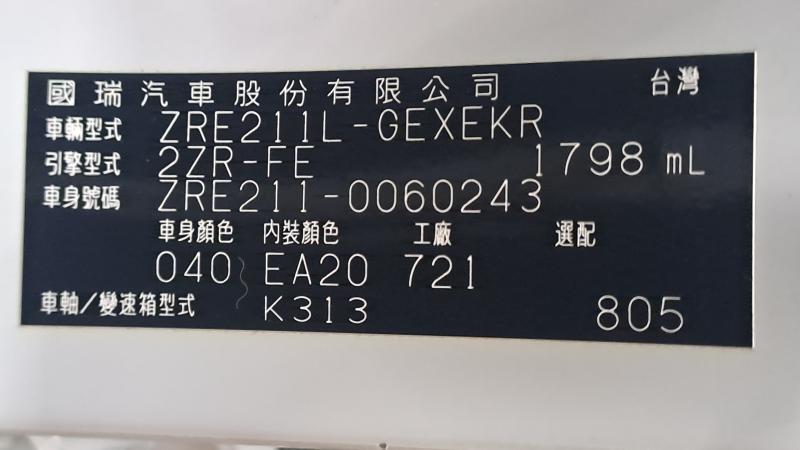 國瑞汽車股份有限公司 台灣
車輛型式 ZRE211L-GEXEKR
引擎型式 2ZR-FE 1798 mL
車身號碼 ZRE211-0060243
車身顏色 內裝顏色 工廠 選配
040 EA20 721
車軸/變速箱型式 K313 805